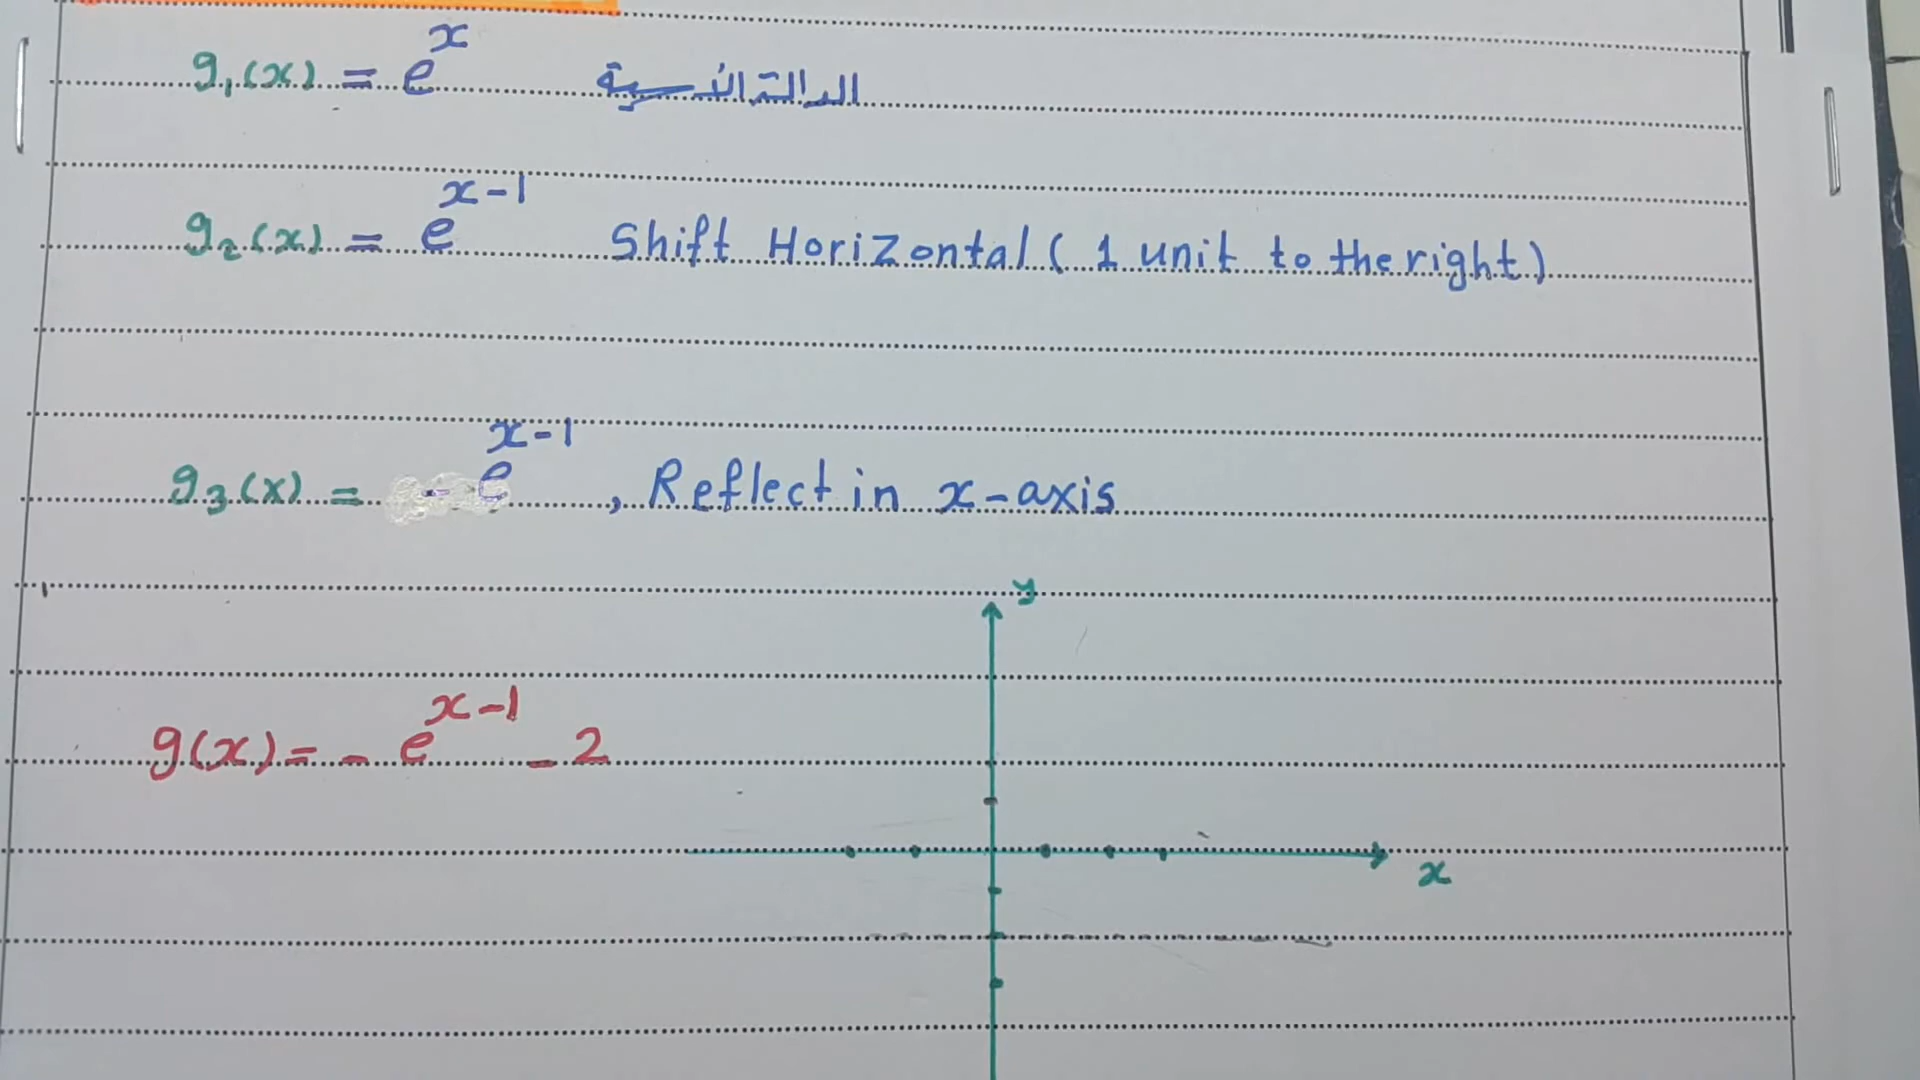 g₁(x) = e^x الدالة الأسية
g₂(x) = e^(x-1) Shift Horizontal ( 1 unit to the right )
g₃(x) = - e^(x-1) , Reflect in x-axis
y
g(x) = - e^(x-1) - 2
x